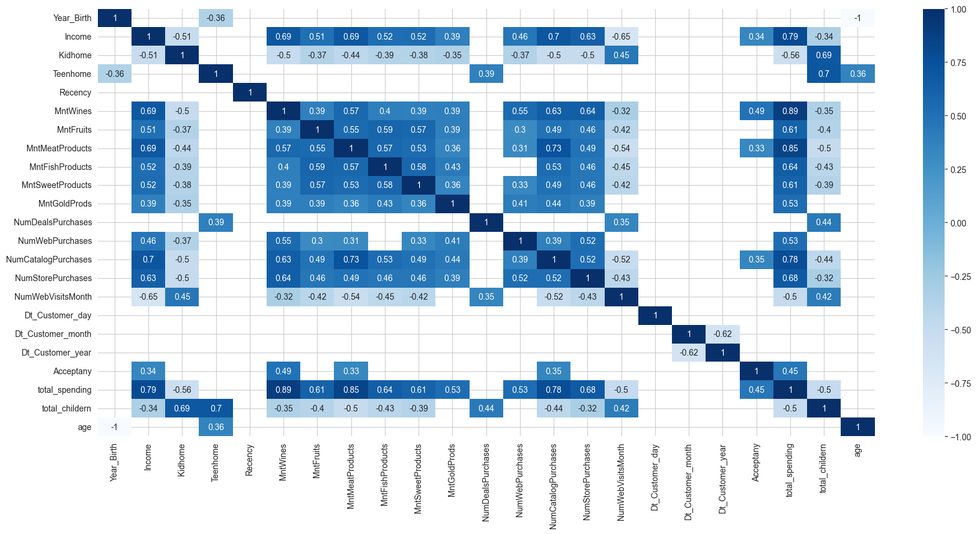 Year_Birth 1 -0.36 -1
Income 1 -0.51 0.69 0.51 0.69 0.52 0.52 0.39 0.46 0.7 0.63 -0.65 0.34 0.79 -0.34
Kidhome -0.51 1 -0.5 -0.37 -0.44 -0.39 -0.38 -0.35 -0.37 -0.5 -0.5 0.45 -0.56 0.69
Teenhome -0.36 1 0.39 0.7 0.36
Recency 1
MntWines 0.69 -0.5 1 0.39 0.57 0.4 0.39 0.39 0.55 0.63 0.64 -0.32 0.49 0.89 -0.35
MntFruits 0.51 -0.37 0.39 1 0.55 0.59 0.57 0.39 0.3 0.49 0.46 -0.42 0.61 -0.4
MntMeatProducts 0.69 -0.44 0.57 0.55 1 0.57 0.53 0.36 0.31 0.73 0.49 -0.54 0.33 0.85 -0.5
MntFishProducts 0.52 -0.39 0.4 0.59 0.57 1 0.58 0.43 0.53 0.46 -0.45 0.64 -0.43
MntSweetProducts 0.52 -0.38 0.39 0.57 0.53 0.58 1 0.36 0.33 0.49 0.46 -0.42 0.61 -0.39
MntGoldProds 0.39 -0.35 0.39 0.39 0.36 0.43 0.36 1 0.41 0.44 0.39 0.53
NumDealsPurchases 0.39 1 0.35 0.44
NumWebPurchases 0.46 -0.37 0.55 0.3 0.31 0.33 0.41 1 0.39 0.52 0.53
NumCatalogPurchases 0.7 -0.5 0.63 0.49 0.73 0.53 0.49 0.44 0.39 1 0.52 -0.52 0.35 0.78 -0.44
NumStorePurchases 0.63 -0.5 0.64 0.46 0.49 0.46 0.46 0.39 0.52 0.52 1 -0.43 0.68 -0.32
NumWebVisitsMonth -0.65 0.45 -0.32 -0.42 -0.54 -0.45 -0.42 0.35 -0.52 -0.43 1 -0.5 0.42
Dt_Customer_day 1
Dt_Customer_month 1 -0.62
Dt_Customer_year -0.62 1
Acceptany 0.34 0.49 0.33 0.35 1 0.45
total_spending 0.79 -0.56 0.89 0.61 0.85 0.64 0.61 0.53 0.53 0.78 0.68 -0.5 0.45 1 -0.5
total_childern -0.34 0.69 0.7 -0.35 -0.4 -0.5 -0.43 -0.39 0.44 -0.44 -0.32 0.42 -0.5 1
age -1 0.36 1
Year_Birth
Income
Kidhome
Teenhome
Recency
MntWines
MntFruits
MntMeatProducts
MntFishProducts
MntSweetProducts
MntGoldProds
NumDealsPurchases
NumWebPurchases
NumCatalogPurchases
NumStorePurchases
NumWebVisitsMonth
Dt_Customer_day
Dt_Customer_month
Dt_Customer_year
Acceptany
total_spending
total_childern
age
1.00
0.75
0.50
0.25
0.00
-0.25
-0.50
-0.75
-1.00